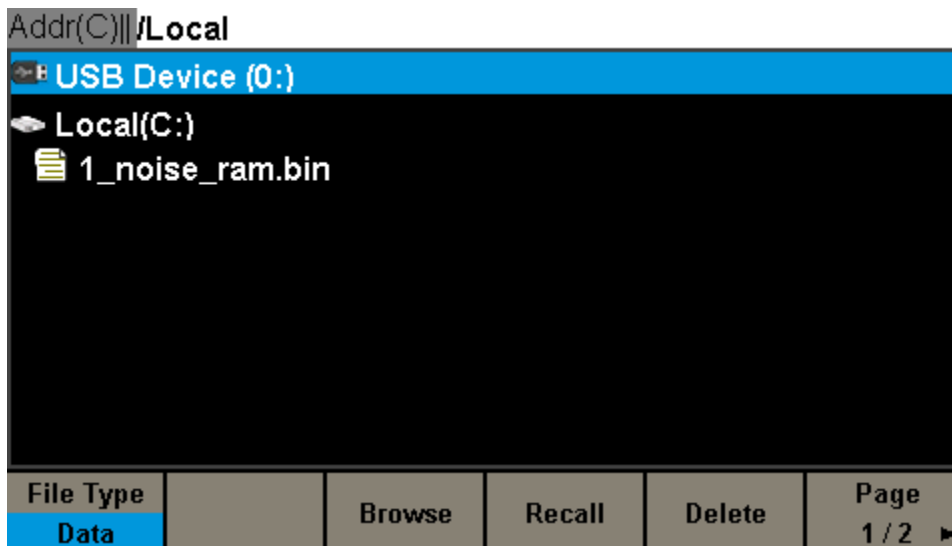 Addr(C)|| /Local
USB Device (0:)
Local(C:)
1_noise_ram.bin
File Type
Data
Browse
Recall
Delete
Page
1/2